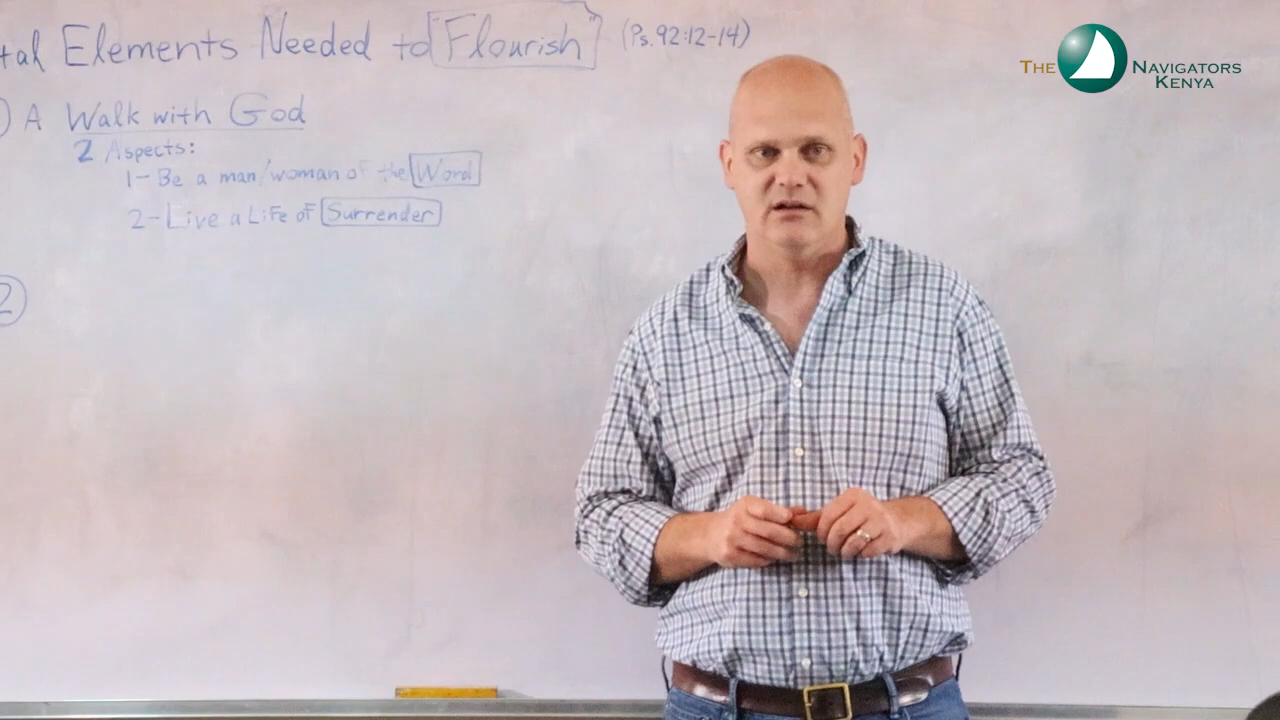 tal Elements Needed to "Flourish" (Ps. 92:12-14)
) A Walk with God
2 Aspects:
1- Be a man/woman of the Word
2- Live a Life of Surrender
2
THE NAVIGATORS
KENYA